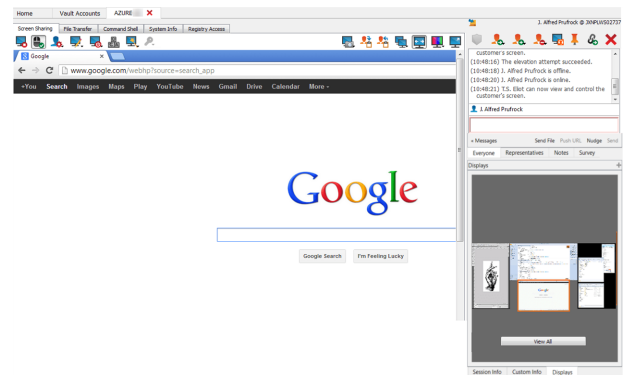 Home Vault Accounts AZURE
J. Alfred Prufrock @ JXNPLWS02737
Screen Sharing File Transfer Command Shell System Info Registry Access
Google
www.google.com/webhp?source=search_app
+You Search Images Maps Play YouTube News Gmail Drive Calendar More
Google
Google Search I'm Feeling Lucky
customer's screen.
(10:48:16) The elevation attempt succeeded.
(10:48:18) J. Alfred Prufrock is offline.
(10:48:20) J. Alfred Prufrock is online.
(10:48:21) T.S. Eliot can now view and control the
customer's screen.
J. Alfred Prufrock
Messages Send File Push URL Nudge Send
Everyone Representatives Notes Survey
Displays
View All
Session Info Custom Info Displays